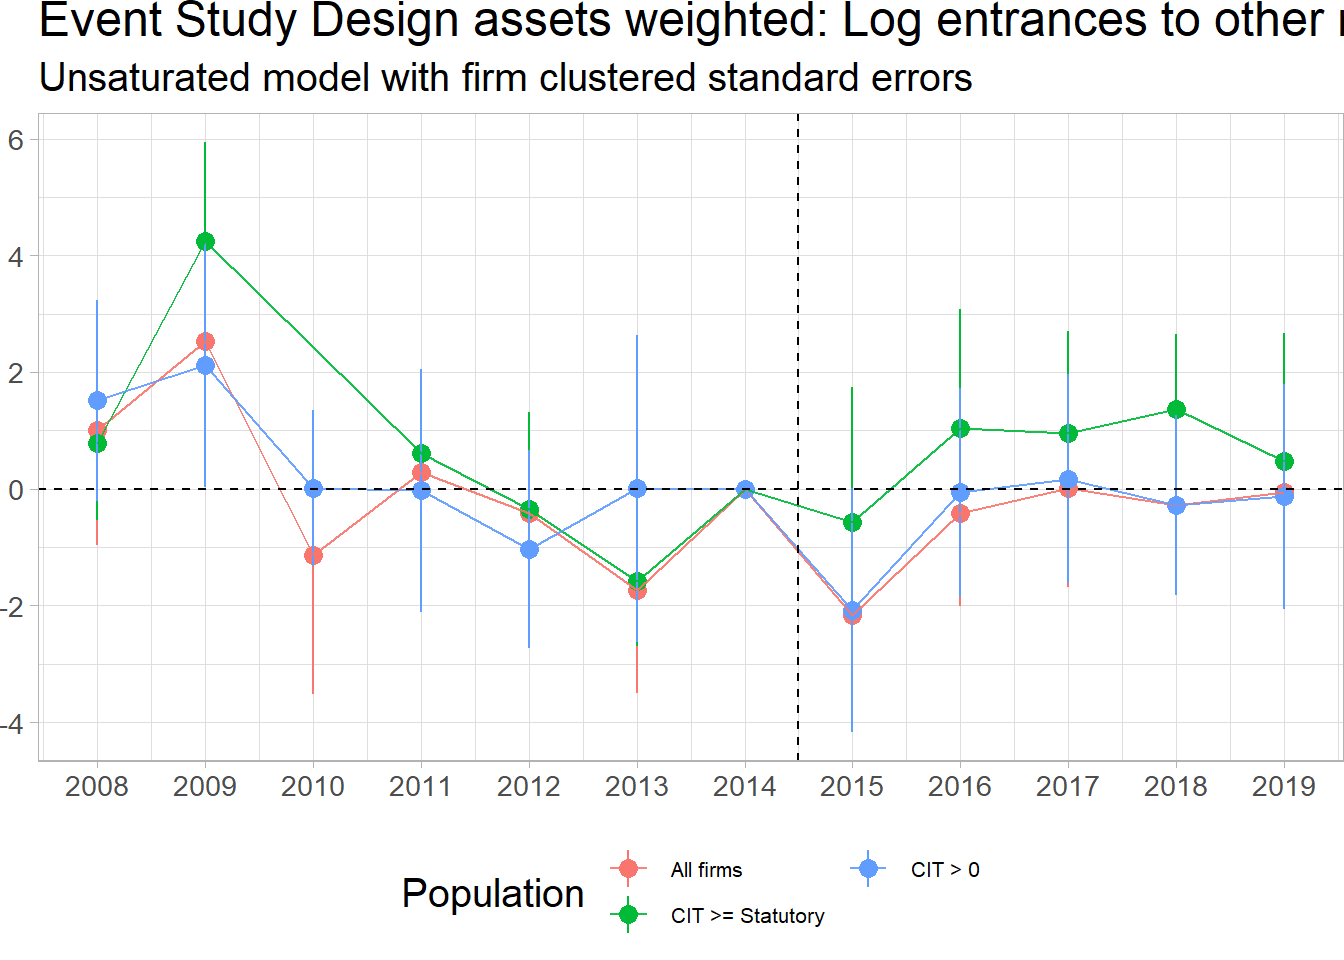 Event Study Design assets weighted: Log entrances to other
Unsaturated model with firm clustered standard errors
6
4
2
0
-2
-4
2008 2009 2010 2011 2012 2013 2014 2015 2016 2017 2018 2019
Population
All firms
CIT > 0
CIT >= Statutory